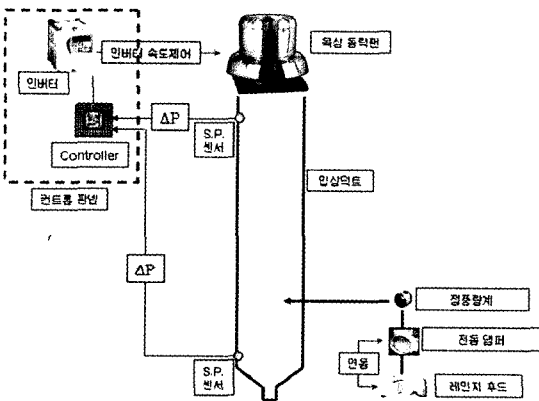 옥상 동력팬
인버터 속도제어
인버터
ΔP
S.P.
센서
Controller
입상덕트
컨트롤 판넬
ΔP
정풍량계
전동 댐퍼
연동
S.P.
센서
레인지 후드